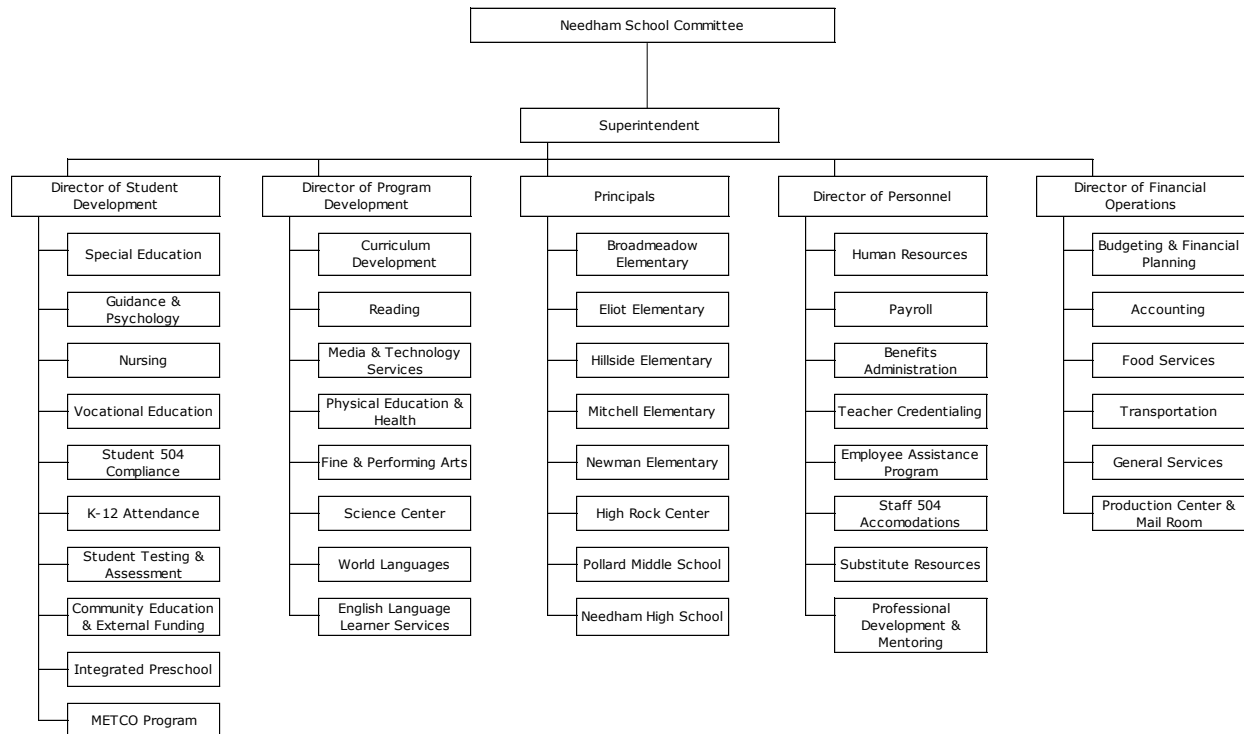 Needham School Committee
Superintendent
Director of Student
Development
Special Education
Guidance &
Psychology
Nursing
Vocational Education
Student 504
Compliance
K-12 Attendance
Student Testing &
Assessment
Community Education
& External Funding
Integrated Preschool
METCO Program
Director of Program
Development
Curriculum
Development
Reading
Media & Technology
Services
Physical Education &
Health
Fine & Performing Arts
Science Center
World Languages
English Language
Learner Services
Principals
Broadmeadow
Elementary
Eliot Elementary
Hillside Elementary
Mitchell Elementary
Newman Elementary
High Rock Center
Pollard Middle School
Needham High School
Director of Personnel
Human Resources
Payroll
Benefits
Administration
Teacher Credentialing
Employee Assistance
Program
Staff 504
Accomodations
Substitute Resources
Professional
Development &
Mentoring
Director of Financial
Operations
Budgeting & Financial
Planning
Accounting
Food Services
Transportation
General Services
Production Center &
Mail Room